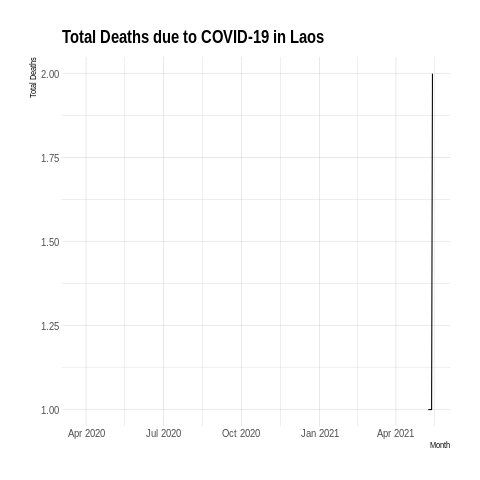 Total Deaths due to COVID-19 in Laos
Total Deaths
2.00
1.75
1.50
1.25
1.00
Apr 2020 Jul 2020 Oct 2020 Jan 2021 Apr 2021
Month